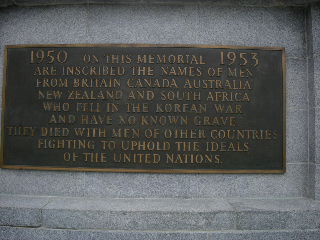 1950 ON THIS MEMORIAL 1953
ARE INSCRIBED THE NAMES OF MEN
FROM BRITAIN CANADA AUSTRALIA
NEW ZEALAND AND SOUTH AFRICA
WHO FELL IN THE KOREAN WAR
AND HAVE NO KNOWN GRAVE
THEY DIED WITH MEN OF OTHER COUNTRIES
FIGHTING TO UPHOLD THE IDEALS
OF THE UNITED NATIONS.